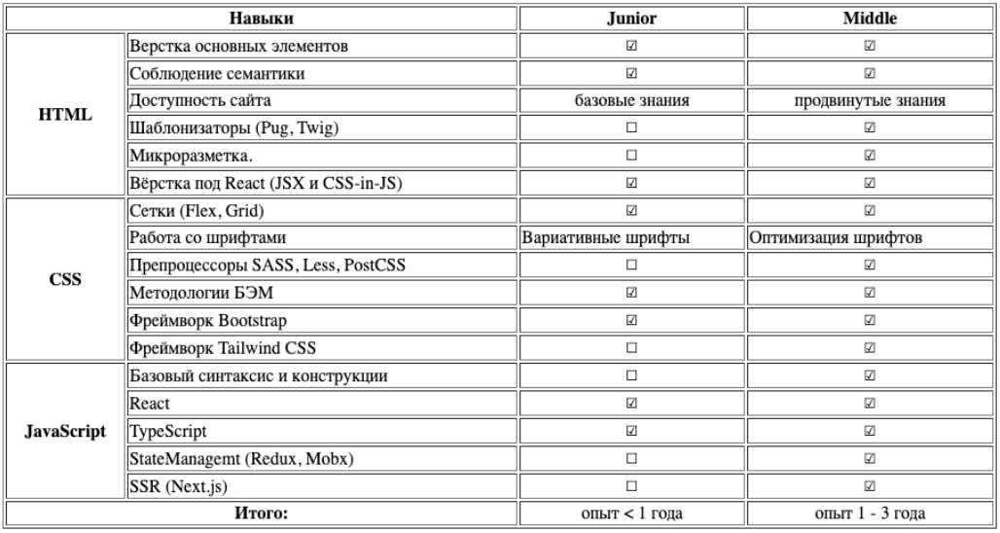 Навыки Junior Middle
HTML Верстка основных элементов ☑ ☑
Соблюдение семантики ☑ ☑
Доступность сайта базовые знания продвинутые знания
Шаблонизаторы (Pug, Twig) ☐ ☑
Микроразметка. ☐ ☑
Вёрстка под React (JSX и CSS-in-JS) ☑ ☑
CSS Сетки (Flex, Grid) ☑ ☑
Работа со шрифтами Вариативные шрифты Оптимизация шрифтов
Препроцессоры SASS, Less, PostCSS ☐ ☑
Методологии БЭМ ☑ ☑
Фреймворк Bootstrap ☑ ☑
Фреймворк Tailwind CSS ☐ ☑
JavaScript Базовый синтаксис и конструкции ☐ ☑
React ☑ ☑
TypeScript ☑ ☑
StateManagemt (Redux, Mobx) ☐ ☑
SSR (Next.js) ☐ ☑
Итого: опыт < 1 года опыт 1 - 3 года